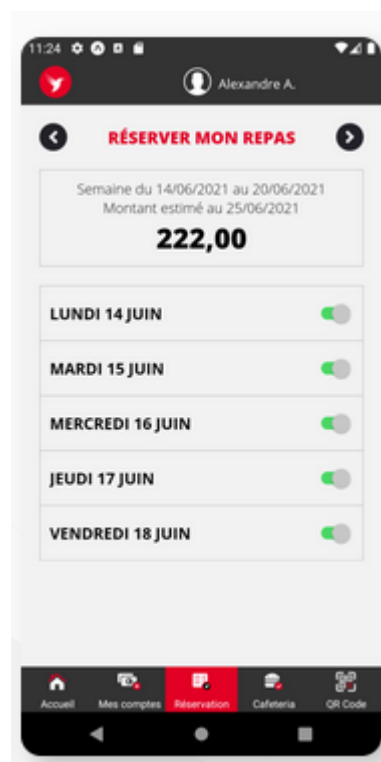 11:24
Alexandre A.
RÉSERVER MON REPAS
Semaine du 14/06/2021 au 20/06/2021
Montant estimé au 25/06/2021
222,00
LUNDI 14 JUIN
MARDI 15 JUIN
MERCREDI 16 JUIN
JEUDI 17 JUIN
VENDREDI 18 JUIN
Accueil Mes comptes Réservation Cafeteria QR Code